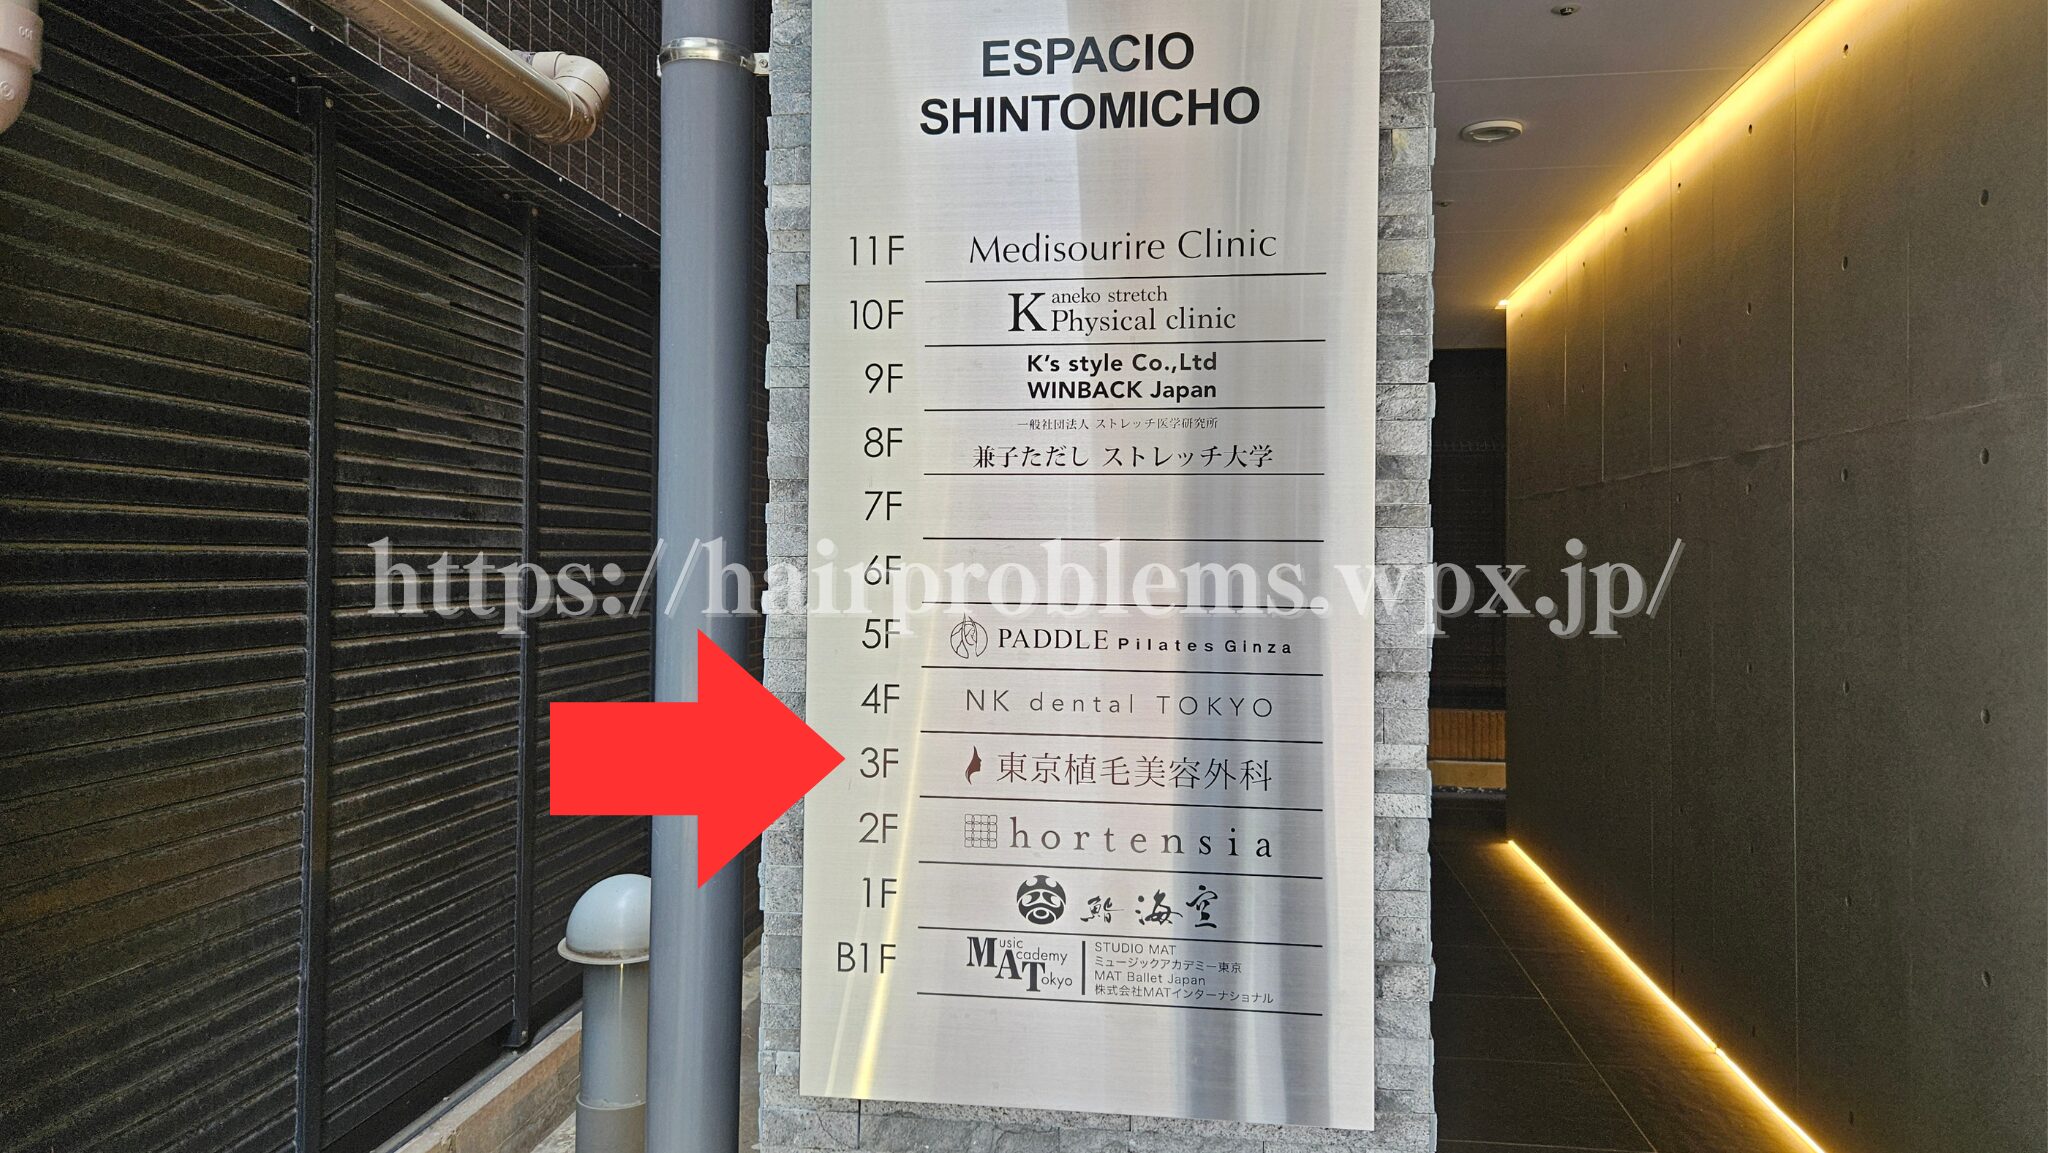 ESPACIO
SHINTOMICHO
11F Medisourire Clinic
10F Kaneko stretch
Physical clinic
9F K's style Co.,Ltd
WINBACK Japan
一般社団法人 ストレッチ医学研究所
8F 兼子ただし ストレッチ大学
7F
https://hairproblems.wpx.jp/
6F
5F PADDLE Pilates Ginza
4F NK dental TOKYO
3F 東京植毛美容外科
2F hortensia
1F 鮨 海空
B1F Music Academy Tokyo
STUDIO MAT
ミュージックアカデミー東京
MAT Ballet Japan
株式会社MATインターナショナル